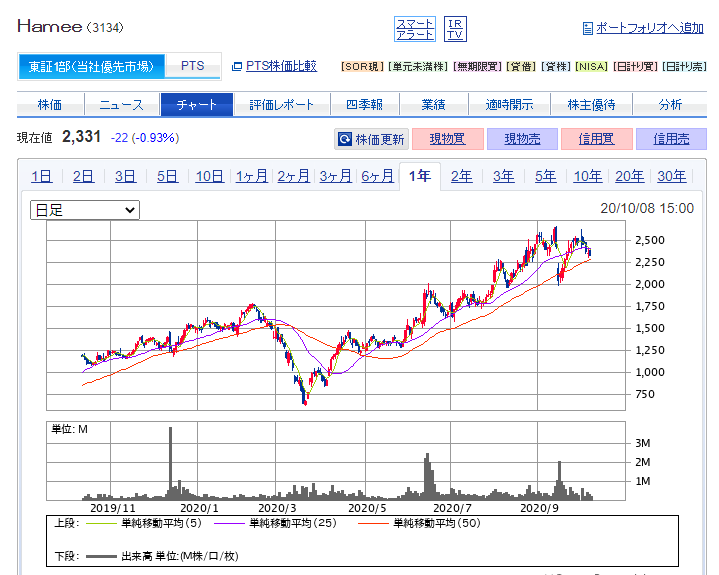 Hamee (3134)
スマート
アラート
IR
TV
ポートフォリオへ追加
東証1部(当社優先市場)
PTS
PTS株価比較
[SOR現] [単元未満株] [無期限買] [貸借] [貸株] [NISA] [日計り買] [日計り売]
株価 ニュース チャート 評価レポート 四季報 業績 適時開示 株主優待 分析
現在値 2,331 -22 (-0.93%)
株価更新 現物買 現物売 信用買 信用売
1日 2日 3日 5日 10日 1ヶ月 2ヶ月 3ヶ月 6ヶ月 1年 2年 3年 5年 10年 20年 30年
日足
20/10/08 15:00
2,500
2,250
2,000
1,750
1,500
1,250
1,000
750
単位: M
3M
2M
1M
2019/11 2020/1 2020/3 2020/5 2020/7 2020/9
上段: 単純移動平均(5) 単純移動平均(25) 単純移動平均(50)
下段: 出来高 単位:(M株/口/枚)